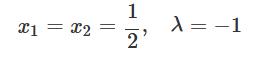 x₁ = x₂ = 1/2, λ = −1